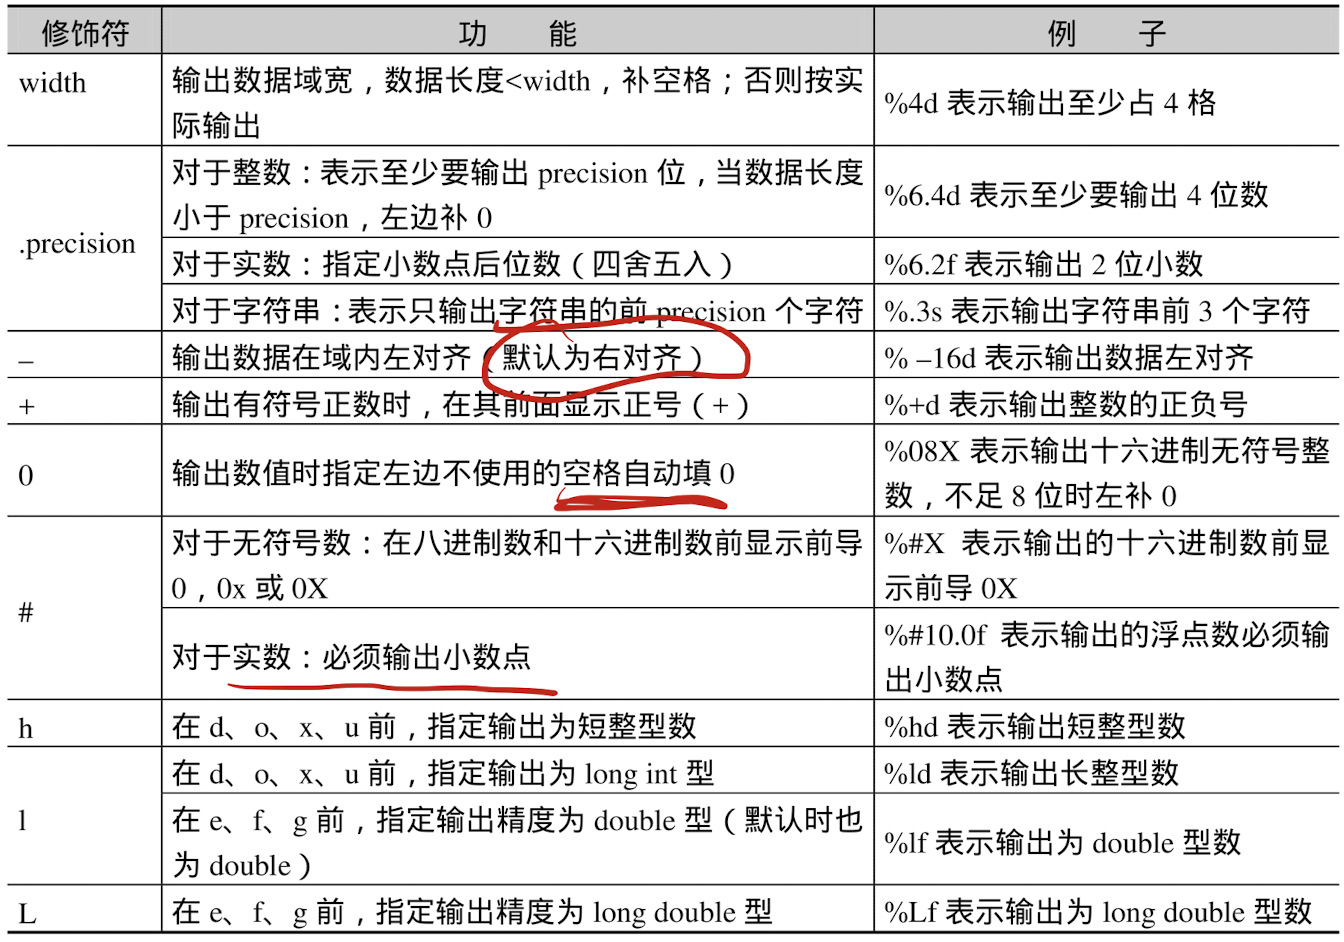 修饰符 功 能 例 子
width 输出数据域宽，数据长度<width，补空格；否则按实 %4d 表示输出至少占 4 格
际输出
.precision 对于整数：表示至少要输出 precision 位，当数据长度 %6.4d 表示至少要输出 4 位数
小于 precision，左边补 0
对于实数：指定小数点后位数（四舍五入） %6.2f 表示输出 2 位小数
对于字符串：表示只输出字符串的前 precision 个字符 %.3s 表示输出字符串前 3 个字符
– 输出数据在域内左对齐（默认为右对齐） % –16d 表示输出数据左对齐
+ 输出有符号正数时，在其前面显示正号（+） %+d 表示输出整数的正负号
0 输出数值时指定左边不使用的空格自动填 0 %08X 表示输出十六进制无符号整
数，不足 8 位时左补 0
# 对于无符号数：在八进制数和十六进制数前显示前导 %#X 表示输出的十六进制数前显
0，0x 或 0X 示前导 0X
对于实数：必须输出小数点 %#10.0f 表示输出的浮点数必须输
出小数点
h 在 d、o、x、u 前，指定输出为短整型数 %hd 表示输出短整型数
l 在 d、o、x、u 前，指定输出为 long int 型 %ld 表示输出长整型数
在 e、f、g 前，指定输出精度为 double 型（默认时也 %lf 表示输出为 double 型数
为 double）
L 在 e、f、g 前，指定输出精度为 long double 型 %Lf 表示输出为 long double 型数